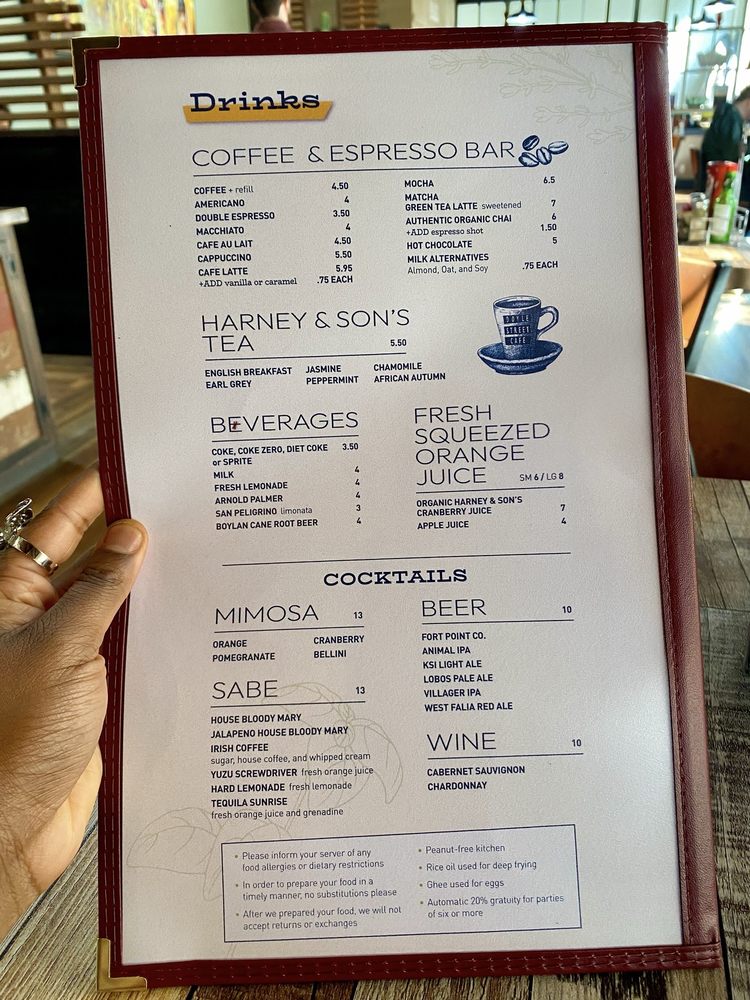 Drinks
COFFEE & ESPRESSO BAR
COFFEE + refill 4.50
AMERICANO 4
DOUBLE ESPRESSO 3.50
MACCHIATO 4
CAFE AU LAIT 4.50
CAPPUCCINO 5.50
CAFE LATTE 5.95
+ADD vanilla or caramel .75 EACH
MOCHA 6.5
MATCHA
GREEN TEA LATTE sweetened 7
AUTHENTIC ORGANIC CHAI 6
+ADD espresso shot 1.50
HOT CHOCOLATE 5
MILK ALTERNATIVES
Almond, Oat, and Soy .75 EACH
HARNEY & SON'S
TEA 5.50
ENGLISH BREAKFAST JASMINE CHAMOMILE
EARL GREY PEPPERMINT AFRICAN AUTUMN
DOYLE
STREET
CAFE
BEVERAGES
COKE, COKE ZERO, DIET COKE 3.50
or SPRITE
MILK 4
FRESH LEMONADE 4
ARNOLD PALMER 4
SAN PELIGRINO limonata 3
BOYLAN CANE ROOT BEER 4
FRESH
SQUEEZED
ORANGE
JUICE SM 6 / LG 8
ORGANIC HARNEY & SON'S
CRANBERRY JUICE 7
APPLE JUICE 4
COCKTAILS
MIMOSA 13
ORANGE CRANBERRY
POMEGRANATE BELLINI
SABE 13
HOUSE BLOODY MARY
JALAPENO HOUSE BLOODY MARY
IRISH COFFEE
sugar, house coffee, and whipped cream
YUZU SCREWDRIVER fresh orange juice
HARD LEMONADE fresh lemonade
TEQUILA SUNRISE
fresh orange juice and grenadine
BEER 10
FORT POINT CO.
ANIMAL IPA
KSI LIGHT ALE
LOBOS PALE ALE
VILLAGER IPA
WEST FALIA RED ALE
WINE 10
CABERNET SAUVIGNON
CHARDONNAY
• Please inform your server of any
food allergies or dietary restrictions
• In order to prepare your food in a
timely manner, no substitutions please
• After we prepared your food, we will not
accept returns or exchanges
• Peanut-free kitchen
• Rice oil used for deep frying
• Ghee used for eggs
• Automatic 20% gratuity for parties
of six or more